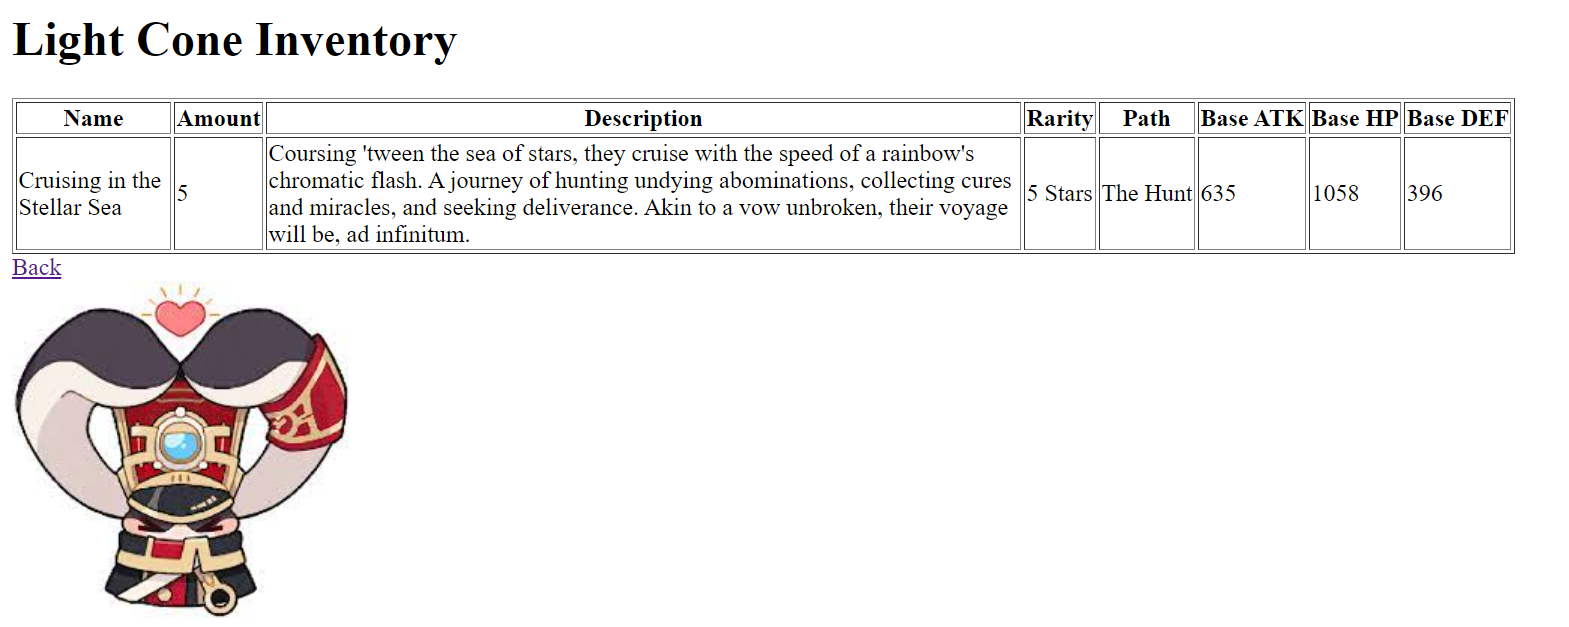 Light Cone Inventory
Name Amount Description Rarity Path Base ATK Base HP Base DEF
Cruising in the
Stellar Sea
5
Coursing 'tween the sea of stars, they cruise with the speed of a rainbow's
chromatic flash. A journey of hunting undying abominations, collecting cures
and miracles, and seeking deliverance. Akin to a vow unbroken, their voyage
will be, ad infinitum.
5 Stars
The Hunt
635
1058
396
Back